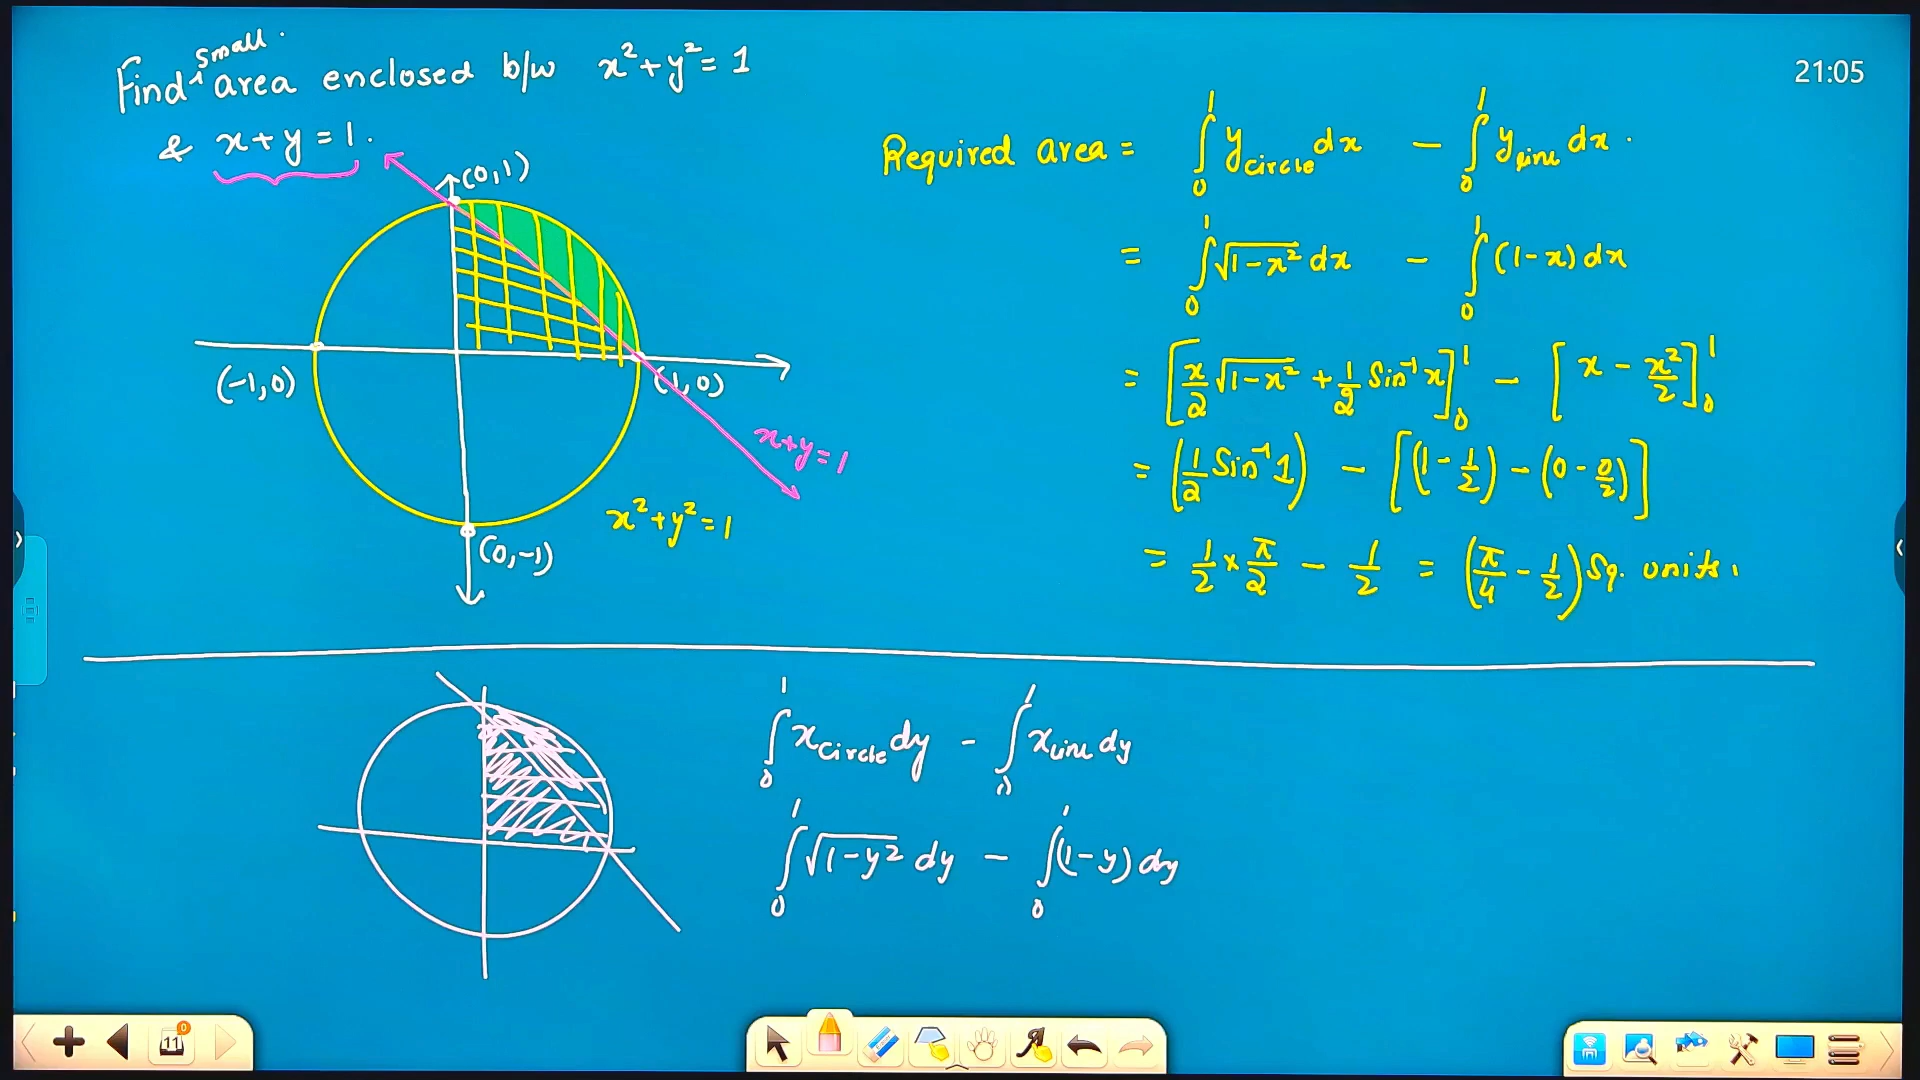 Find small area enclosed b/w x² + y² = 1
& x + y = 1.
(0,1)
(-1,0)
(1,0)
x+y=1
x²+y²=1
(0,-1)
21:05
Required area = ∫₀¹ y_circle dx − ∫₀¹ y_line dx.
= ∫₀¹ √(1-x²) dx − ∫₀¹ (1-x) dx
= [x/2 √(1-x²) + 1/2 Sin⁻¹ x]₀¹ − [x − x²/2]₀¹
= (1/2 Sin⁻¹ 1) − [(1 - 1/2) − (0 - 0/2)]
= 1/2 × π/2 − 1/2 = (π/4 − 1/2) Sq. units.
∫₀¹ x_circle dy − ∫₀¹ x_line dy
∫₀¹ √(1-y²) dy − ∫₀¹ (1-y) dy
11
0